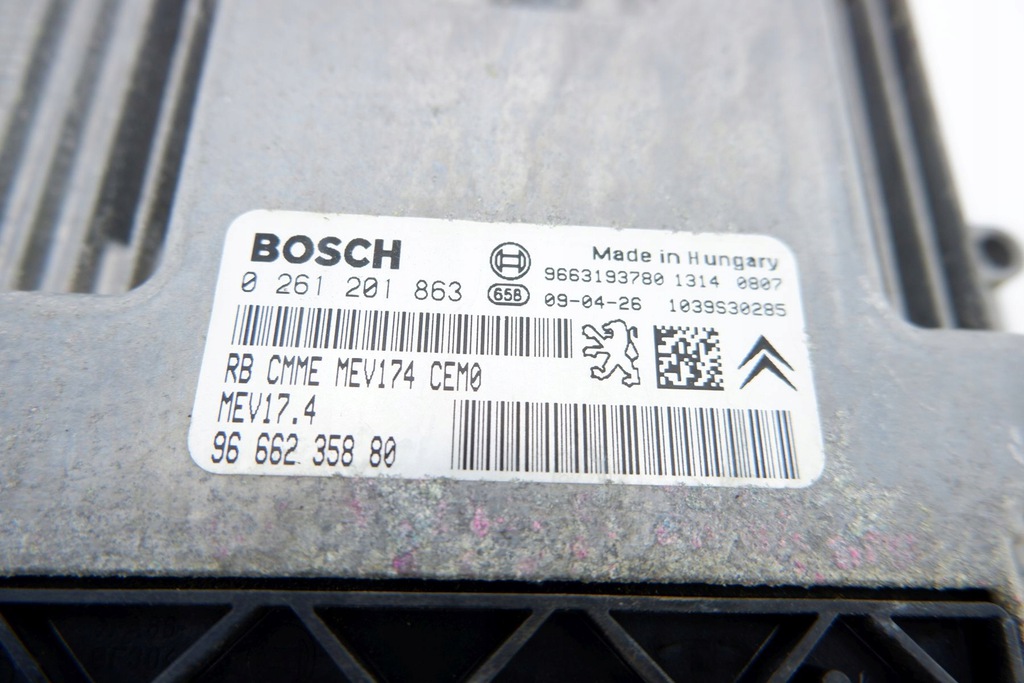 BOSCH
0 261 201 863
Made in Hungary
9663193780 1314 0807
658 09-04-26 1039S30285
RB CMME MEV174 CEM0
MEV17.4
96 662 358 80